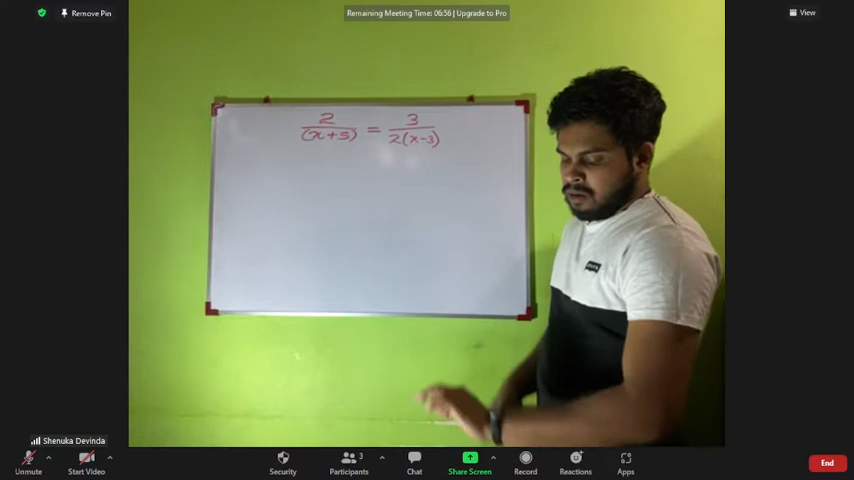 Remove Pin
Remaining Meeting Time: 06:56 | Upgrade to Pro
View
2/(x+5) = 3/2(x-3)
Shenuka Devinda
Unmute
Start Video
Security
Participants 3
Chat
Share Screen
Record
Reactions
Apps
End